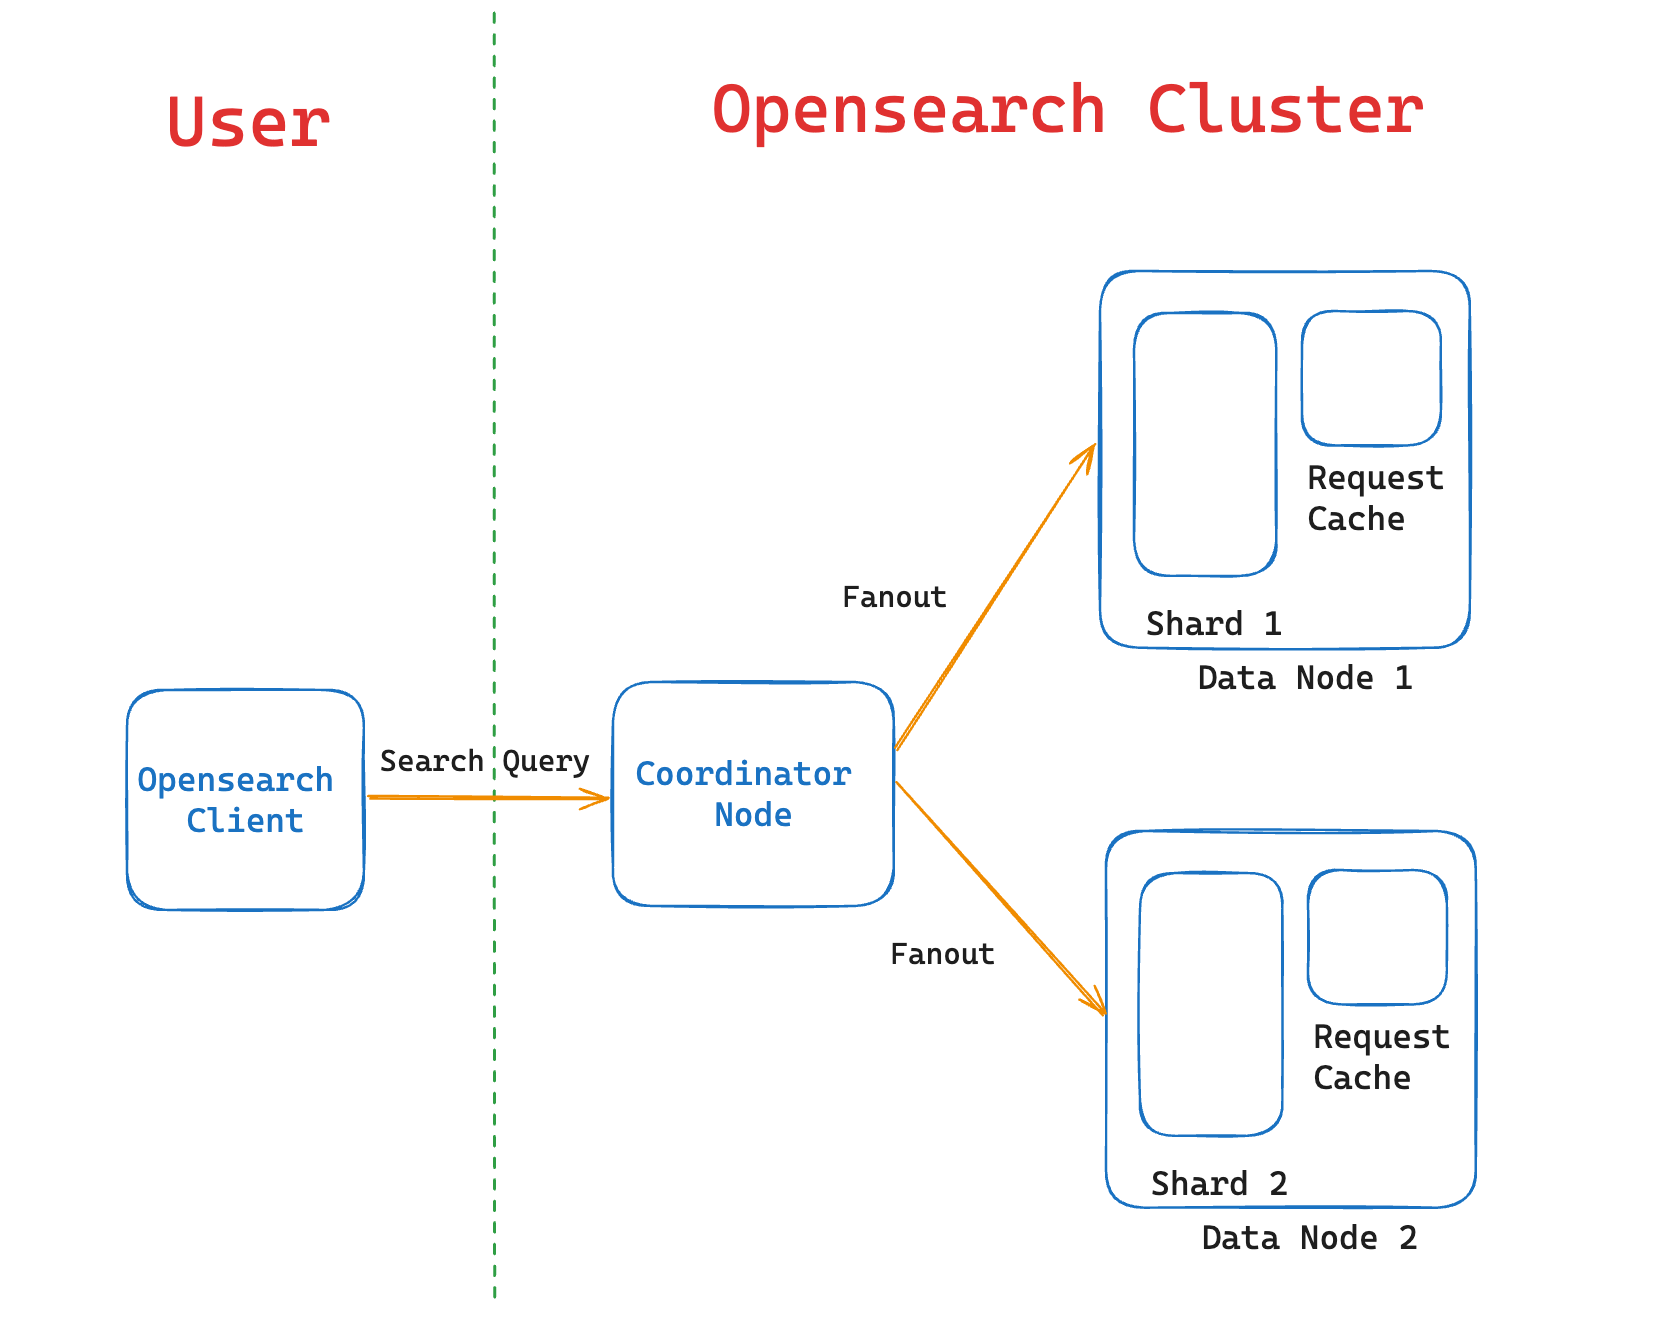 User
Opensearch Cluster
Request
Cache
Fanout
Shard 1
Data Node 1
Search Query
Opensearch
Client
Coordinator
Node
Fanout
Request
Cache
Shard 2
Data Node 2